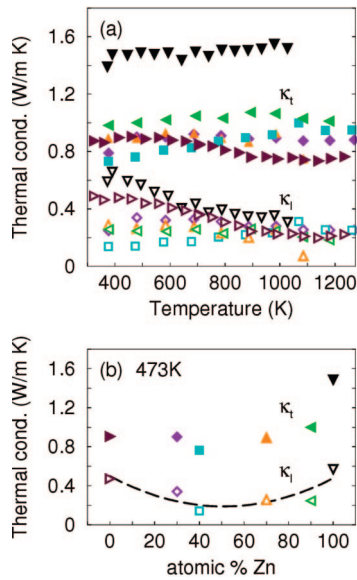 (a)
Thermal cond. (W/m K)
1.6
1.2
0.8
0.4
0
κt
κl
400 600 800 1000 1200
Temperature (K)
(b) 473K
Thermal cond. (W/m K)
1.6
1.2
0.8
0.4
0
κt
κl
0 20 40 60 80 100
atomic % Zn